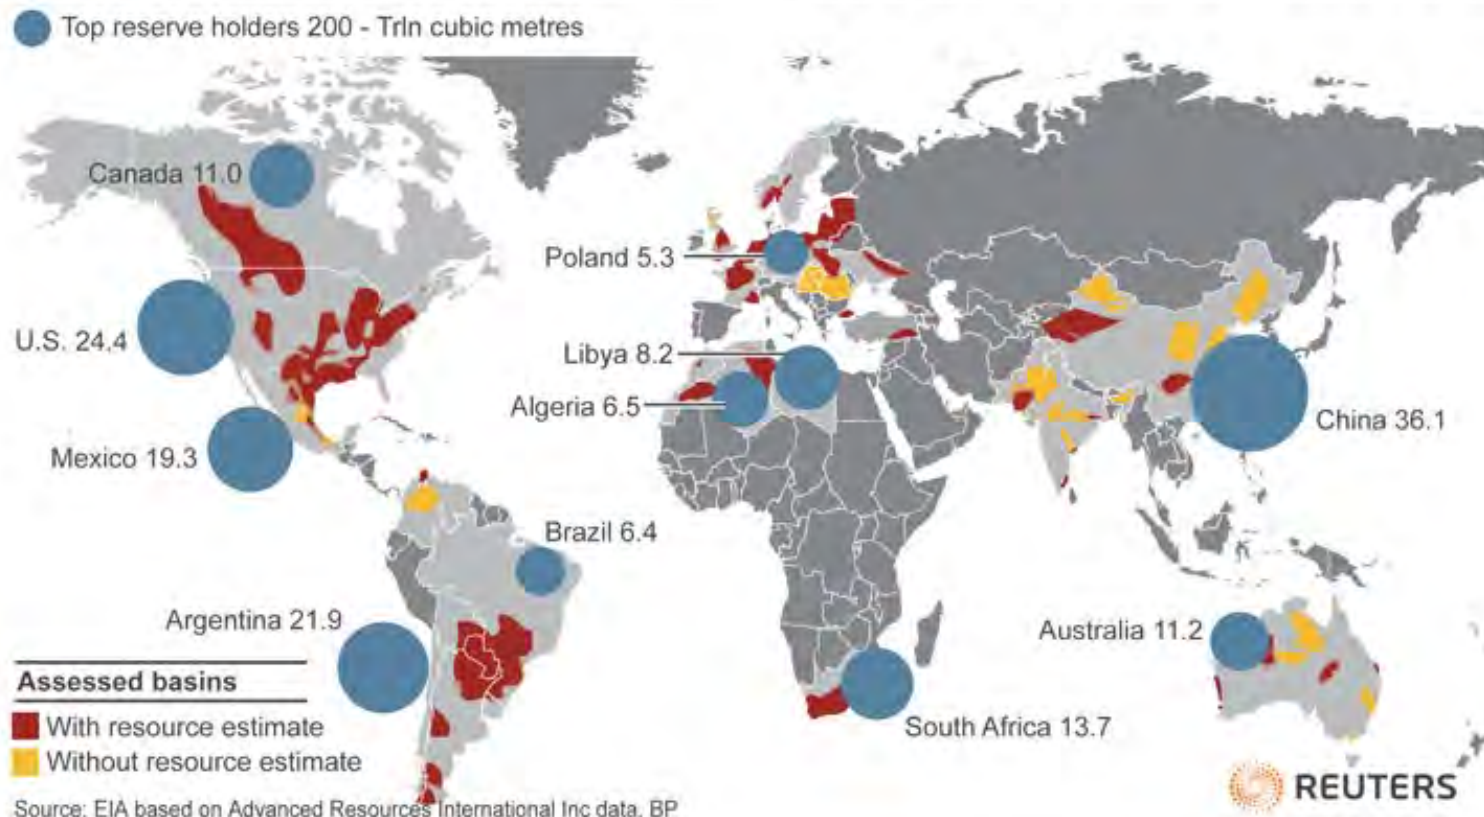 Top reserve holders 200 - Trln cubic metres
Canada 11.0
Poland 5.3
U.S. 24.4
Libya 8.2
Algeria 6.5
China 36.1
Mexico 19.3
Brazil 6.4
Argentina 21.9
Australia 11.2
South Africa 13.7
Assessed basins
With resource estimate
Without resource estimate
Source: EIA based on Advanced Resources International Inc data, BP
REUTERS